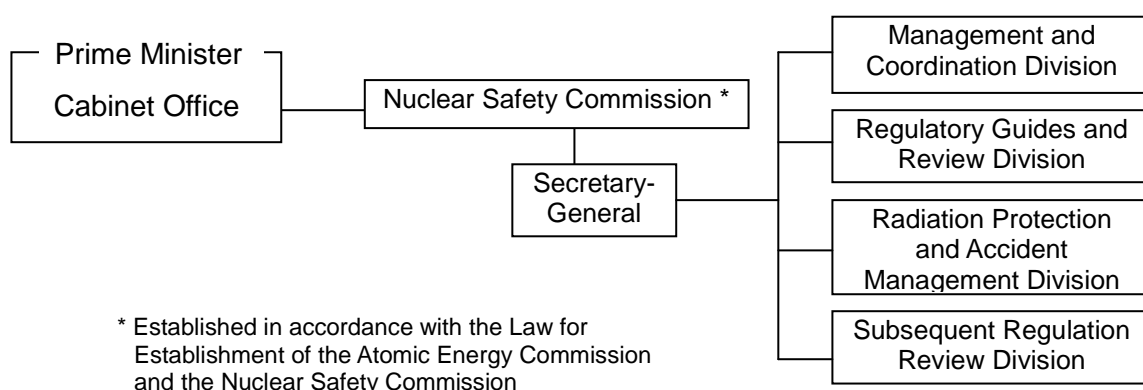 Prime Minister
Cabinet Office
Nuclear Safety Commission *
Secretary-
General
Management and
Coordination Division
Regulatory Guides and
Review Division
Radiation Protection
and Accident
Management Division
Subsequent Regulation
Review Division
* Established in accordance with the Law for
Establishment of the Atomic Energy Commission
and the Nuclear Safety Commission